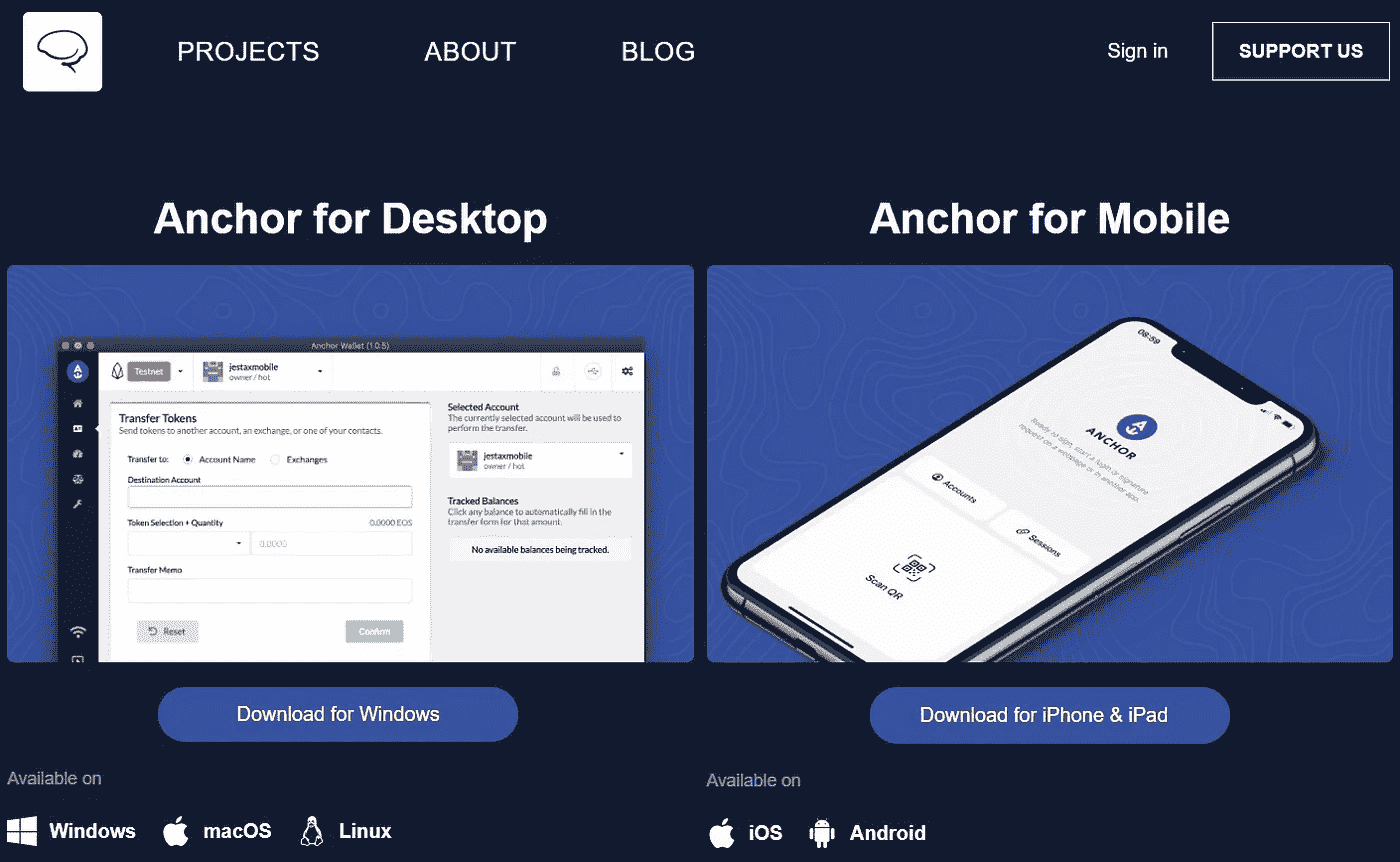 PROJECTS
ABOUT
BLOG
Sign in
SUPPORT US
Anchor for Desktop
Anchor for Mobile
Anchor Wallet (1.0.5)
Testnet
jestaxmobile
owner / hot
Transfer Tokens
Send tokens to another account, an exchange, or one of your contacts.
Transfer to:
Account Name
Exchanges
Destination Account
Token Selection + Quantity
0.0000 EOS
0.0000
Transfer Memo
Reset
Confirm
Selected Account
The currently selected account will be used to
perform the transfer.
jestaxmobile
owner / hot
Tracked Balances
Click any balance to automatically fill in the
transfer form for that amount.
No available balances being tracked.
08:59
ANCHOR
Ready to sign, start a login or signature
request on a webpage or in another app.
Accounts
Sessions
Scan QR
Download for Windows
Download for iPhone & iPad
Available on
Windows
macOS
Linux
Available on
iOS
Android